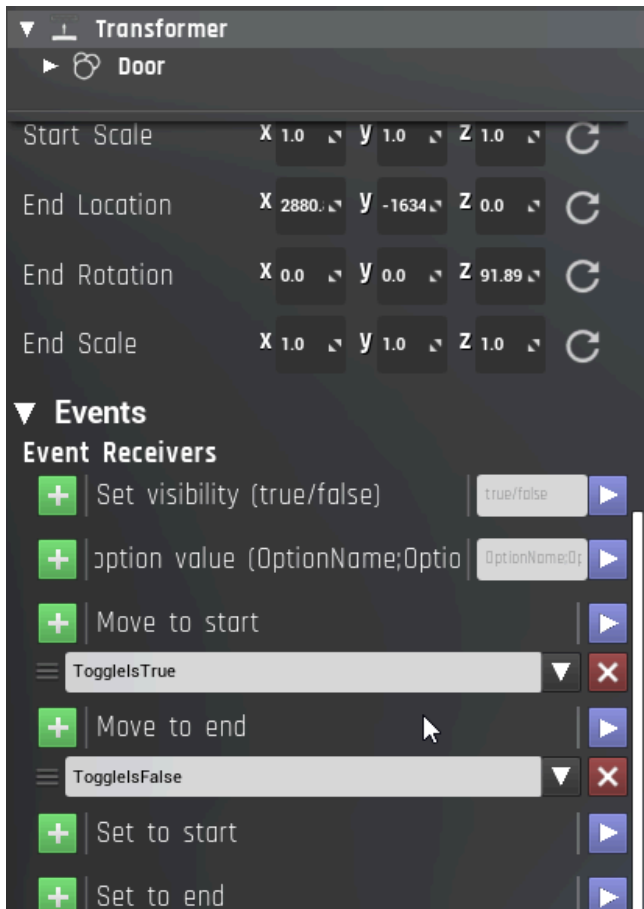 Transformer
Door
Start Scale X 1.0 y 1.0 Z 1.0
End Location X 2880. y -1634 Z 0.0
End Rotation X 0.0 y 0.0 Z 91.89
End Scale X 1.0 y 1.0 Z 1.0
Events
Event Receivers
Set visibility (true/false) true/false
option value (OptionName;Optio OptionName;Op
Move to start
ToggleIsTrue
Move to end
ToggleIsFalse
Set to start
Set to end